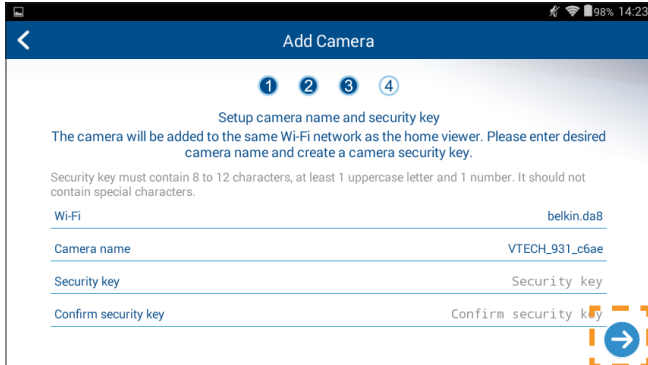 98% 14:23
Add Camera
1 2 3 4
Setup camera name and security key
The camera will be added to the same Wi-Fi network as the home viewer. Please enter desired
camera name and create a camera security key.
Security key must contain 8 to 12 characters, at least 1 uppercase letter and 1 number. It should not
contain special characters.
Wi-Fi belkin.da8
Camera name VTECH_931_c6ae
Security key Security key
Confirm security key Confirm security key